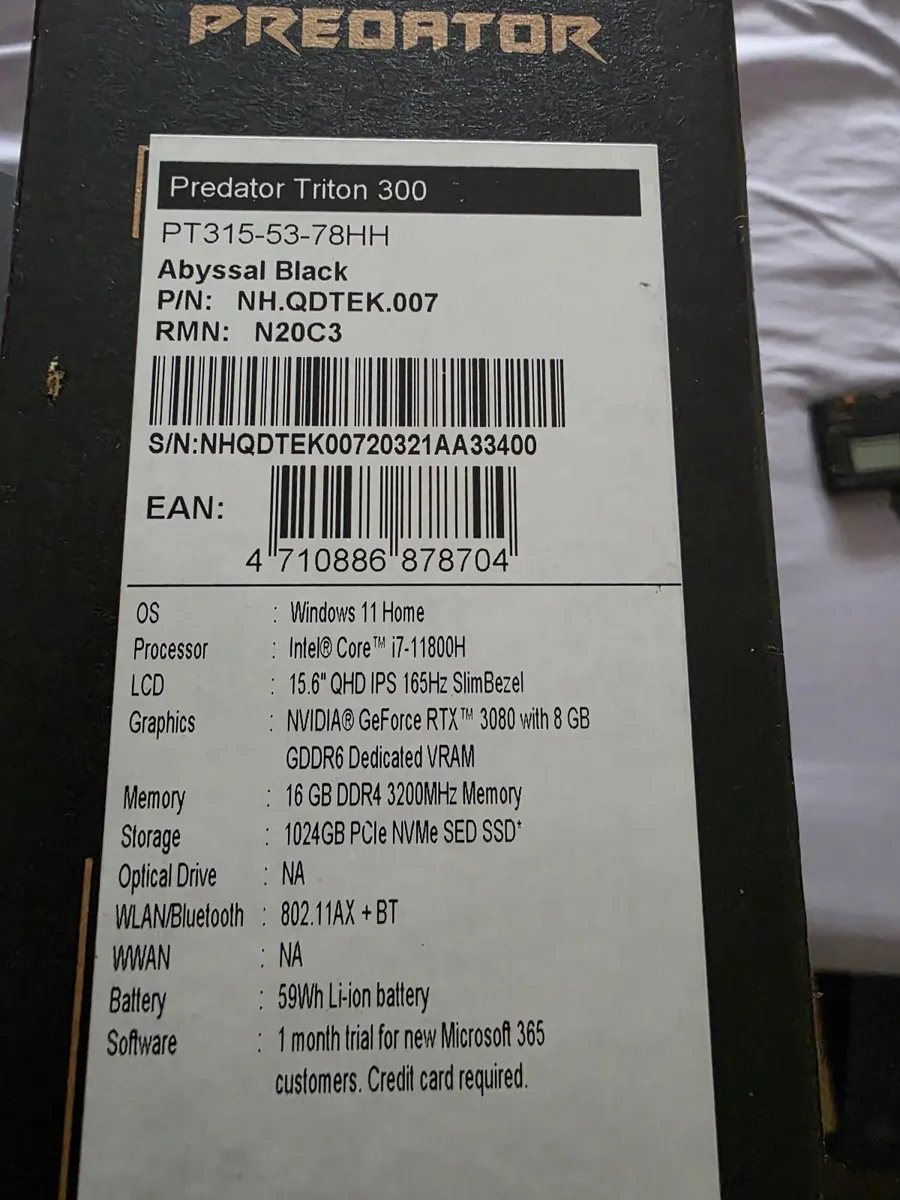 PREDATOR
Predator Triton 300
PT315-53-78HH
Abyssal Black
P/N: NH.QDTEK.007
RMN: N20C3
S/N:NHQDTEK00720321AA33400
EAN:
4 710886 878704
OS : Windows 11 Home
Processor : Intel® Core™ i7-11800H
LCD : 15.6" QHD IPS 165Hz SlimBezel
Graphics : NVIDIA® GeForce RTX™ 3080 with 8 GB
GDDR6 Dedicated VRAM
Memory : 16 GB DDR4 3200MHz Memory
Storage : 1024GB PCIe NVMe SED SSD*
Optical Drive : NA
WLAN/Bluetooth : 802.11AX + BT
WWAN : NA
Battery : 59Wh Li-ion battery
Software : 1 month trial for new Microsoft 365
customers. Credit card required.